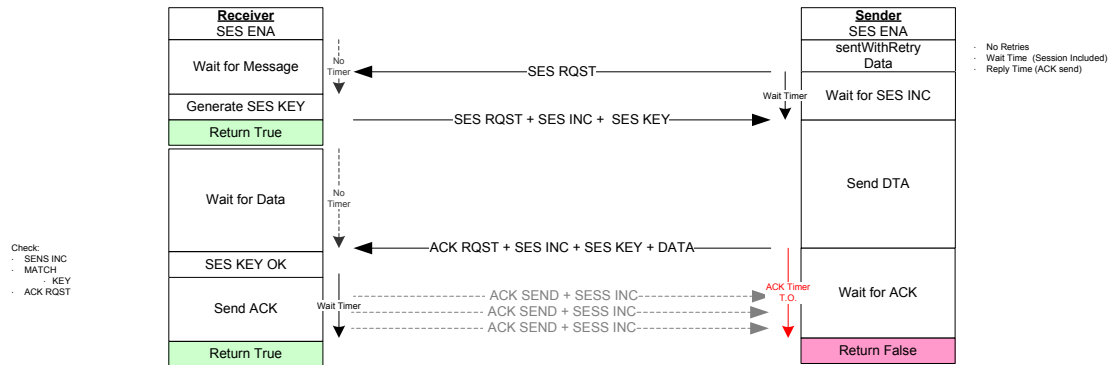 Receiver
SES ENA
Wait for Message
Generate SES KEY
Return True
Wait for Data
SES KEY OK
Send ACK
Return True
Check:
· SENS INC
· MATCH
· KEY
· ACK RQST
No
Timer
No
Timer
Wait Timer
SES RQST
SES RQST + SES INC + SES KEY
ACK RQST + SES INC + SES KEY + DATA
ACK SEND + SESS INC
ACK SEND + SESS INC
ACK SEND + SESS INC
Wait Timer
ACK Timer
T.O.
Sender
SES ENA
sentWithRetry
Data
Wait for SES INC
Send DTA
Wait for ACK
Return False
· No Retries
· Wait Time (Session Included)
· Reply Time (ACK send)